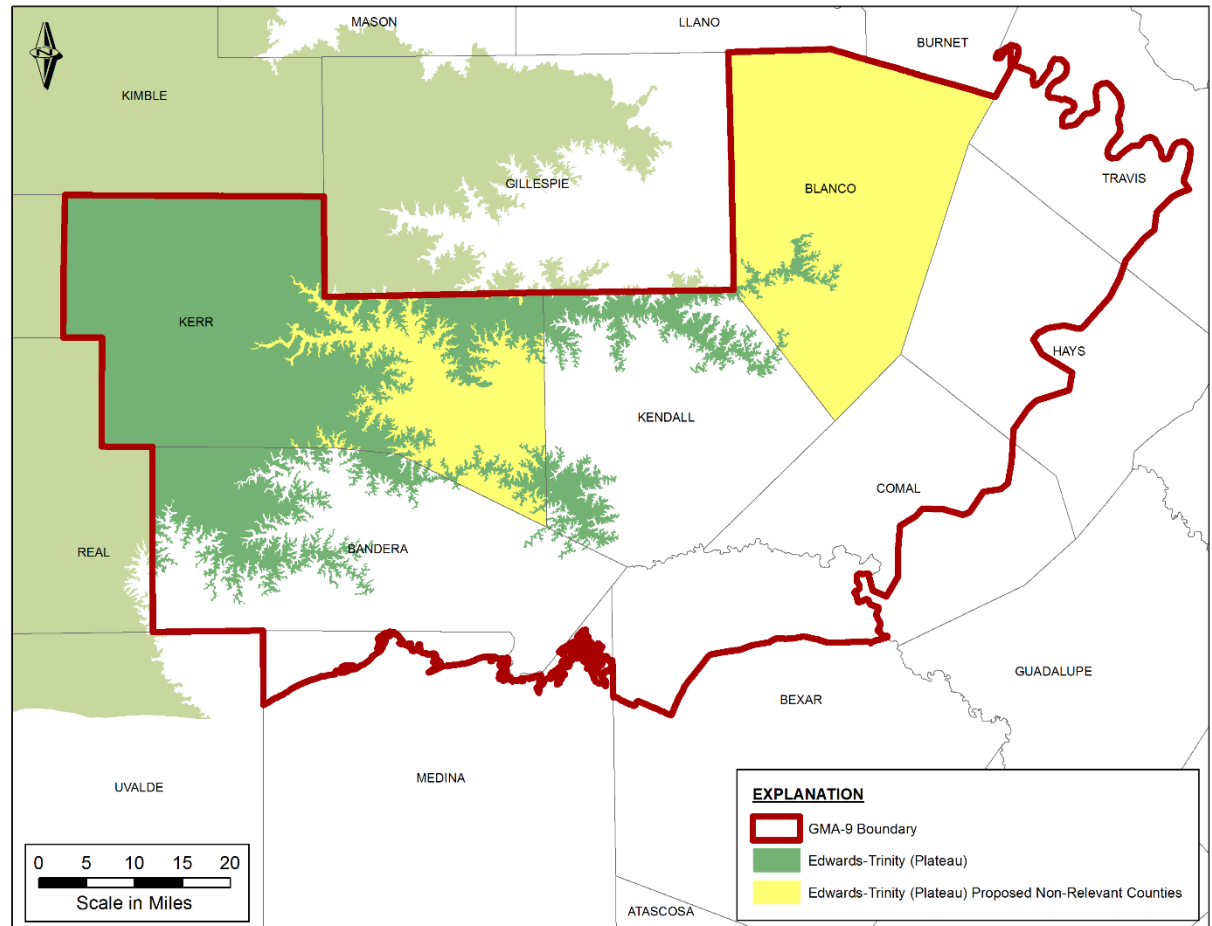 MASON
LLANO
BURNET
KIMBLE
GILLESPIE
BLANCO
TRAVIS
KERR
HAYS
KENDALL
COMAL
REAL
BANDERA
GUADALUPE
BEXAR
UVALDE
MEDINA
ATASCOSA
EXPLANATION
GMA-9 Boundary
Edwards-Trinity (Plateau)
Edwards-Trinity (Plateau) Proposed Non-Relevant Counties
0 5 10 15 20
Scale in Miles